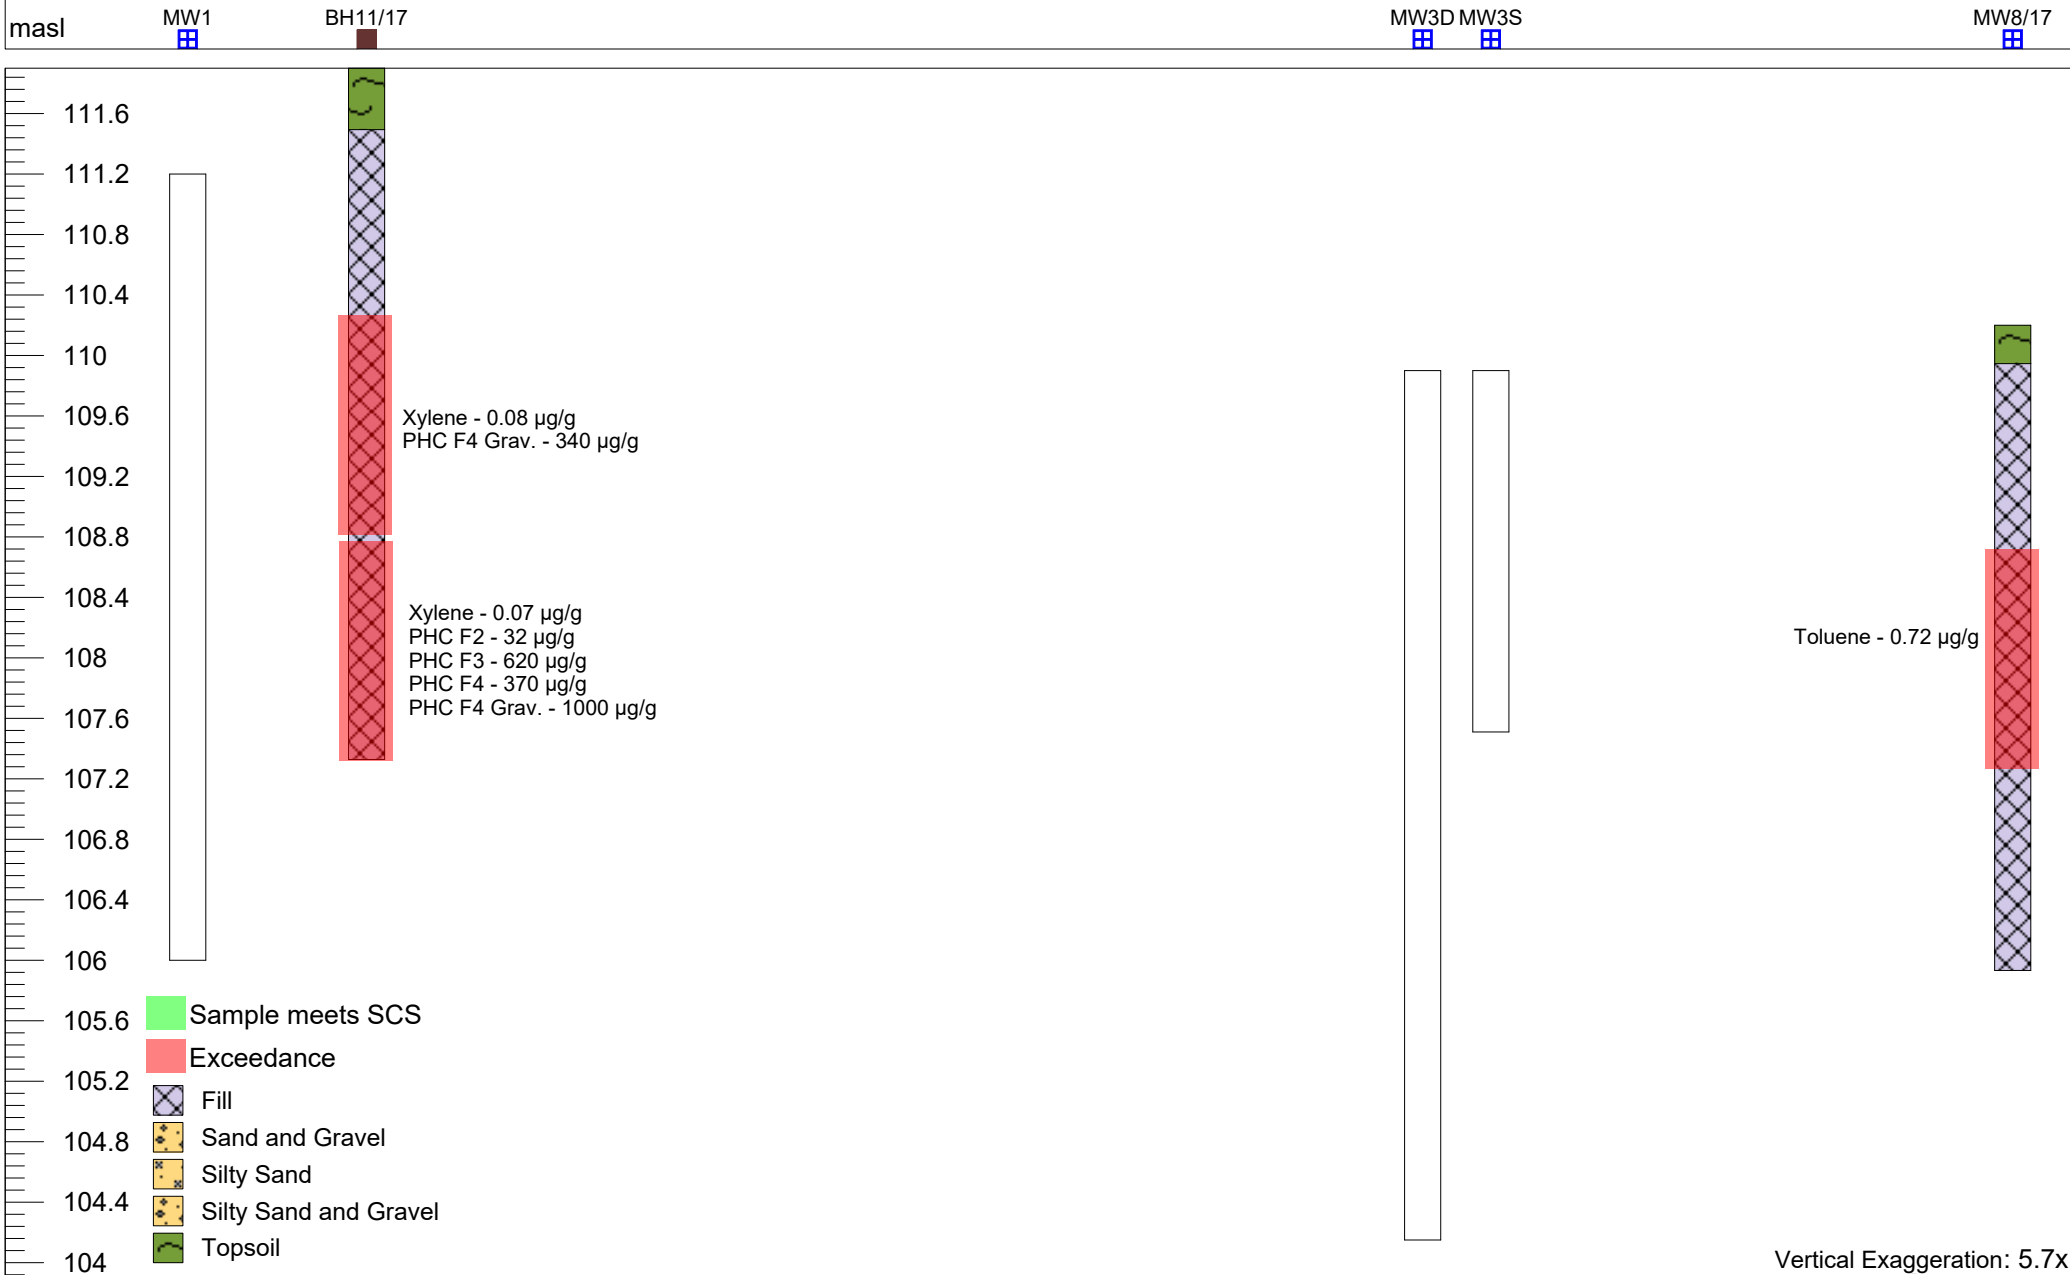 masl
MW1
BH11/17
MW3D
MW3S
MW8/17
111.6
111.2
110.8
110.4
110
109.6
109.2
108.8
108.4
108
107.6
107.2
106.8
106.4
106
105.6
105.2
104.8
104.4
104
Xylene - 0.08 µg/g
PHC F4 Grav. - 340 µg/g
Xylene - 0.07 µg/g
PHC F2 - 32 µg/g
PHC F3 - 620 µg/g
PHC F4 - 370 µg/g
PHC F4 Grav. - 1000 µg/g
Toluene - 0.72 µg/g
Sample meets SCS
Exceedance
Fill
Sand and Gravel
Silty Sand
Silty Sand and Gravel
Topsoil
Vertical Exaggeration: 5.7x